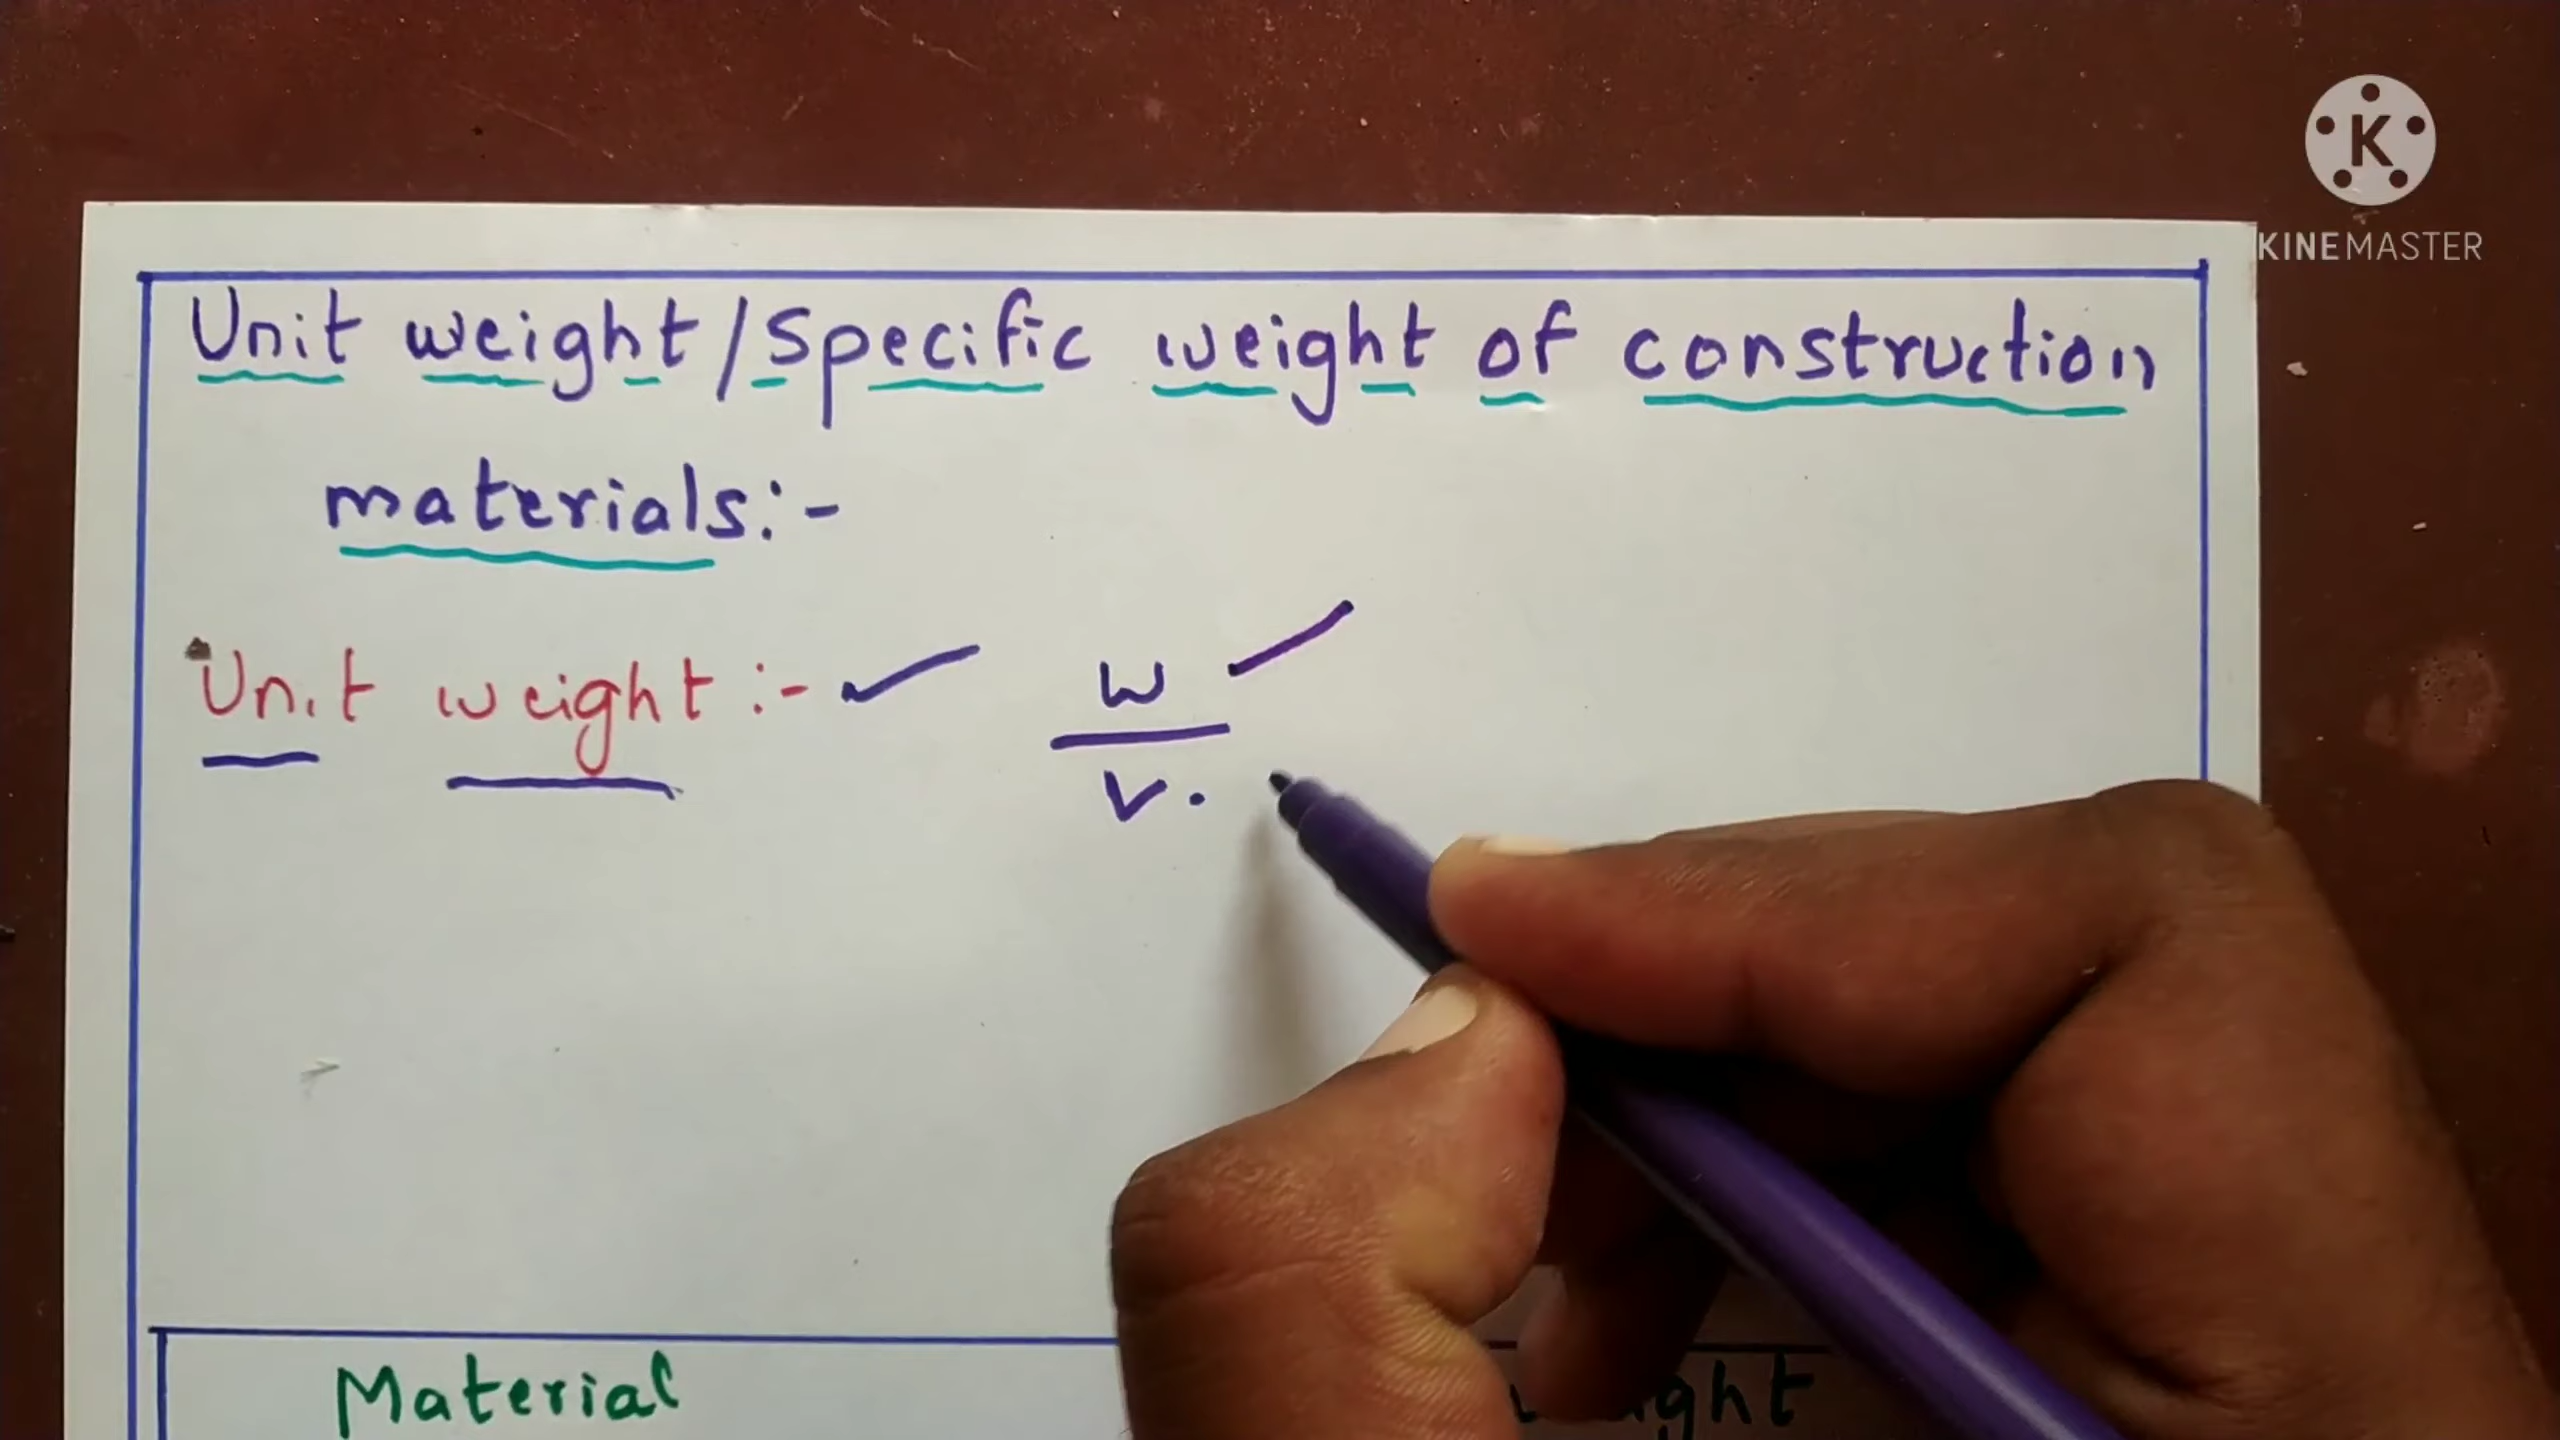 K
KINEMASTER
Unit weight/Specific weight of construction
materials:-
Unit weight:- w
v.
Material